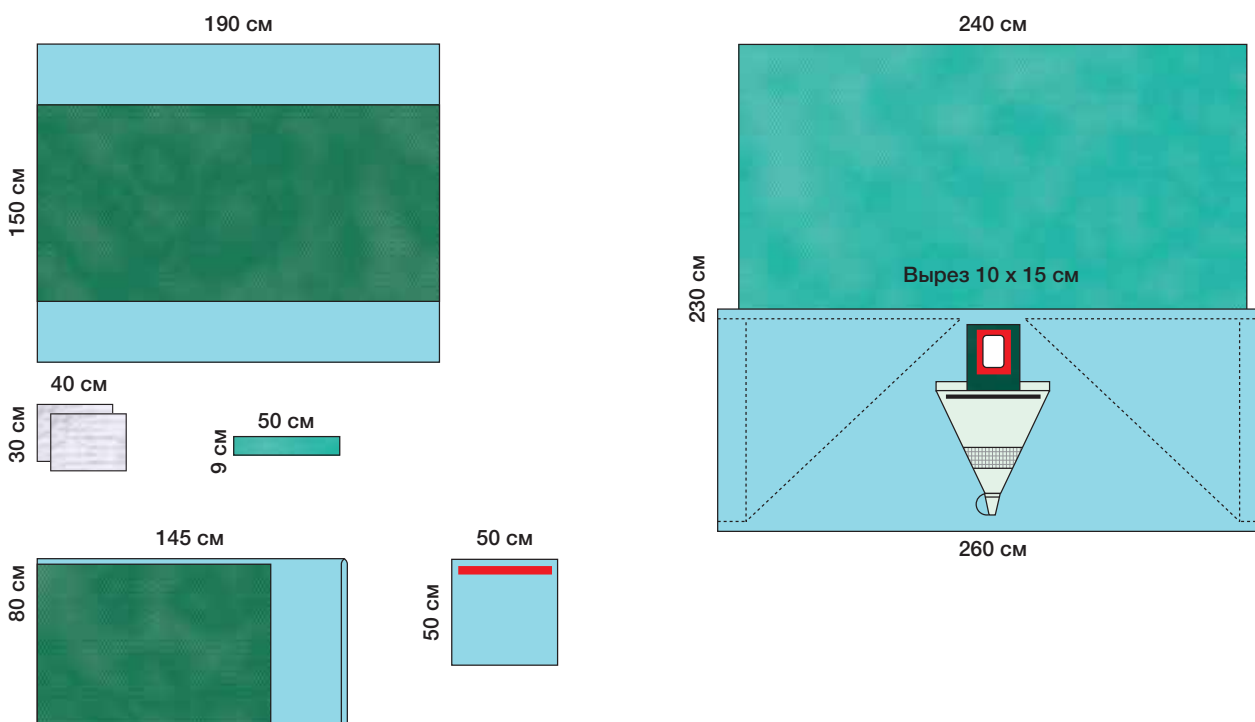 190 см
150 см
40 см
30 см
50 см
9 см
145 см
80 см
50 см
50 см
240 см
230 см
Вырез 10 x 15 см
260 см